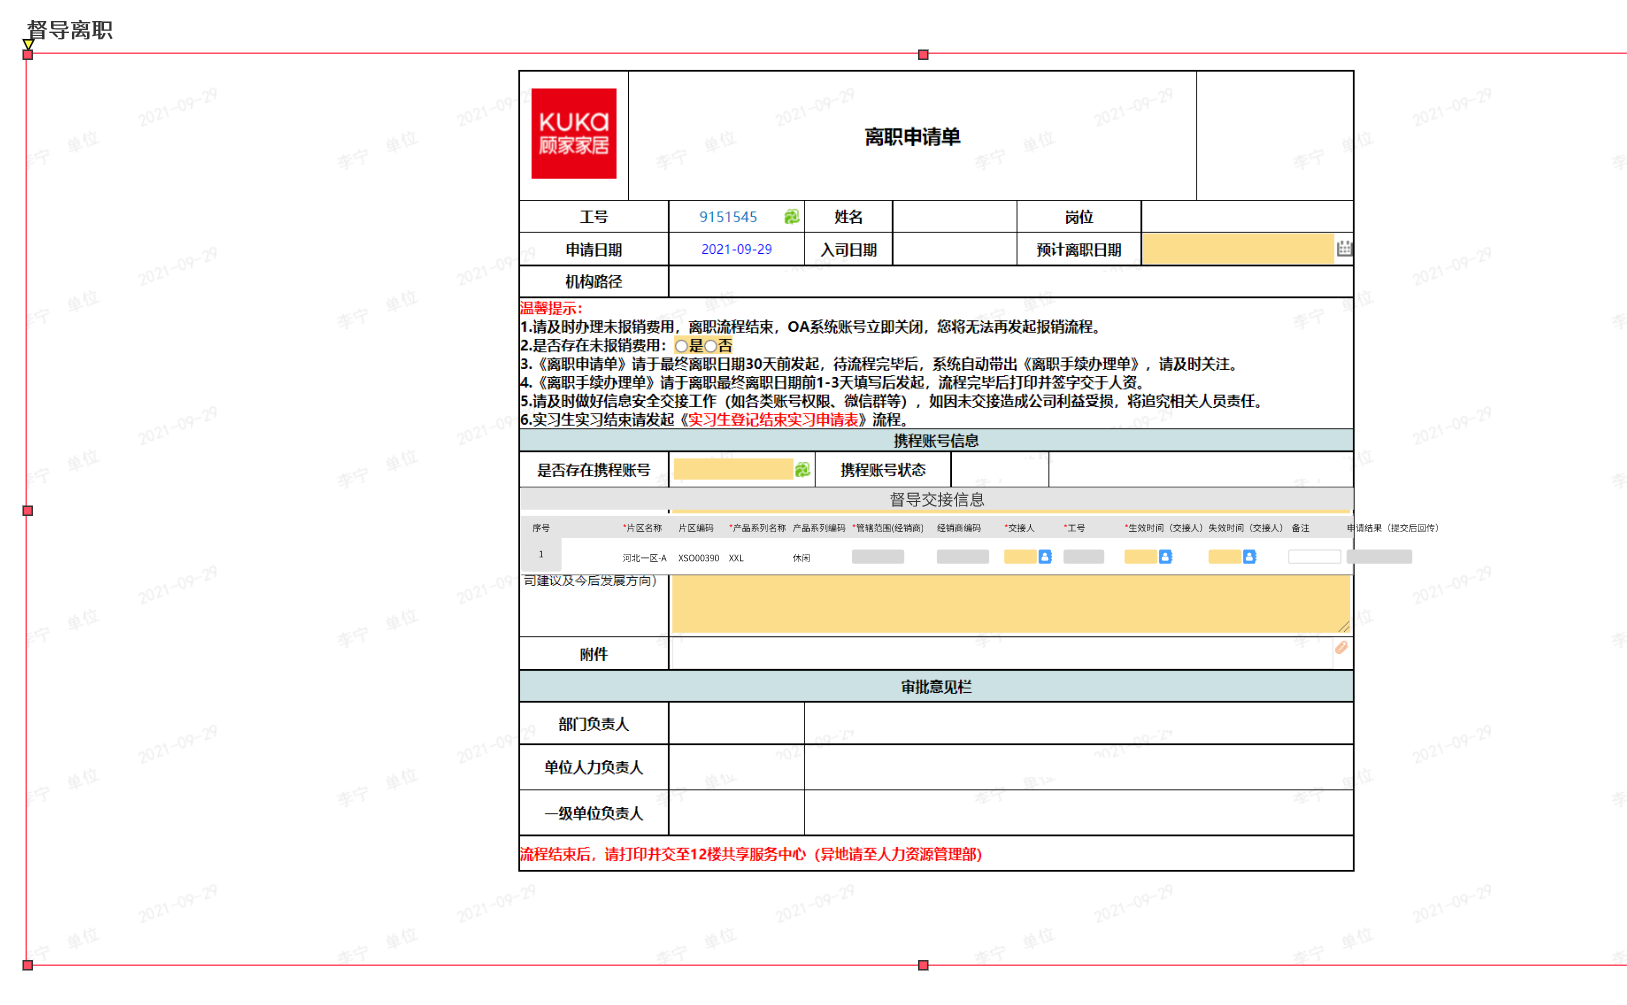 督导离职
KUKa
顾家家居
离职申请单
工号 9151545 姓名 岗位
申请日期 2021-09-29 入司日期 预计离职日期
机构路径
温馨提示：
1.请及时办理未报销费用，离职流程结束，OA系统账号立即关闭，您将无法再发起报销流程。
2.是否存在未报销费用：是 否
3.《离职申请单》请于最终离职日期30天前发起，待流程完毕后，系统自动带出《离职手续办理单》，请及时关注。
4.《离职手续办理单》请于离职最终离职日期前1-3天填写后发起，流程完毕后打印并签字交于人资。
5.请及时做好信息安全交接工作（如各类账号权限、微信群等），如因未交接造成公司利益受损，将追究相关人员责任。
6.实习生实习结束请发起《实习生登记结束实习申请表》流程。
携程账号信息
是否存在携程账号 携程账号状态
督导交接信息
序号 *片区名称 片区编码 *产品系列名称 产品系列编码 *管辖范围(经销商) 经销商编码 *交接人 *工号 *生效时间（交接人） 失效时间（交接人） 备注 申请结果（提交后回传）
1 河北一区-A XSO00390 XXL 休闲
司建议及今后发展方向）
附件
审批意见栏
部门负责人
单位人力负责人
一级单位负责人
流程结束后，请打印并交至12楼共享服务中心（异地请至人力资源管理部）
李宁 单位 2021-09-29